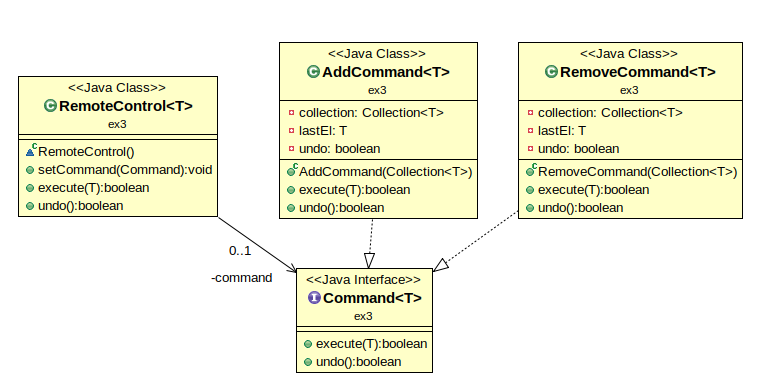 <<Java Class>>
RemoteControl<T>
ex3
RemoteControl()
setCommand(Command):void
execute(T):boolean
undo():boolean
<<Java Class>>
AddCommand<T>
ex3
collection: Collection<T>
lastEl: T
undo: boolean
AddCommand(Collection<T>)
execute(T):boolean
undo():boolean
<<Java Class>>
RemoveCommand<T>
ex3
collection: Collection<T>
lastEl: T
undo: boolean
RemoveCommand(Collection<T>)
execute(T):boolean
undo():boolean
0..1
-command
<<Java Interface>>
Command<T>
ex3
execute(T):boolean
undo():boolean